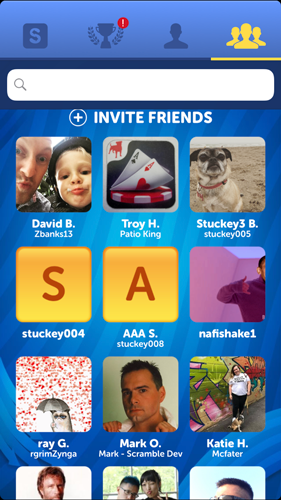 S
!
INVITE FRIENDS
David B. Troy H. Stuckey3 B.
Zbanks13 Patio King stuckey005
S A
stuckey004 AAA S. nafishake1
stuckey008
ray G. Mark O. Katie H.
rgrimZynga Mark - Scramble Dev Mcfater